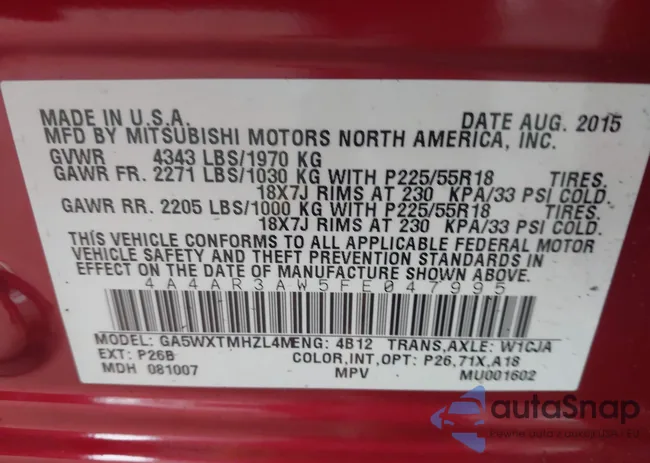 MADE IN U.S.A. DATE AUG. 2015
MFD BY MITSUBISHI MOTORS NORTH AMERICA, INC.
GVWR 4343 LBS/1970 KG
GAWR FR. 2271 LBS/1030 KG WITH P225/55R18 TIRES.
18X7J RIMS AT 230 KPA/33 PSI COLD.
GAWR RR. 2205 LBS/1000 KG WITH P225/55R18 TIRES.
18X7J RIMS AT 230 KPA/33 PSI COLD.
THIS VEHICLE CONFORMS TO ALL APPLICABLE FEDERAL MOTOR
VEHICLE SAFETY AND THEFT PREVENTION STANDARDS IN
EFFECT ON THE DATE OF MANUFACTURE SHOWN ABOVE.
4A4AR3AW5FE047995
MODEL: GA5WXTMHZL4M ENG: 4B12 TRANS,AXLE: W1CJA
EXT: P26B COLOR,INT,OPT: P26,71X,A18
MDH 081007 MPV MU001602
autoSnap